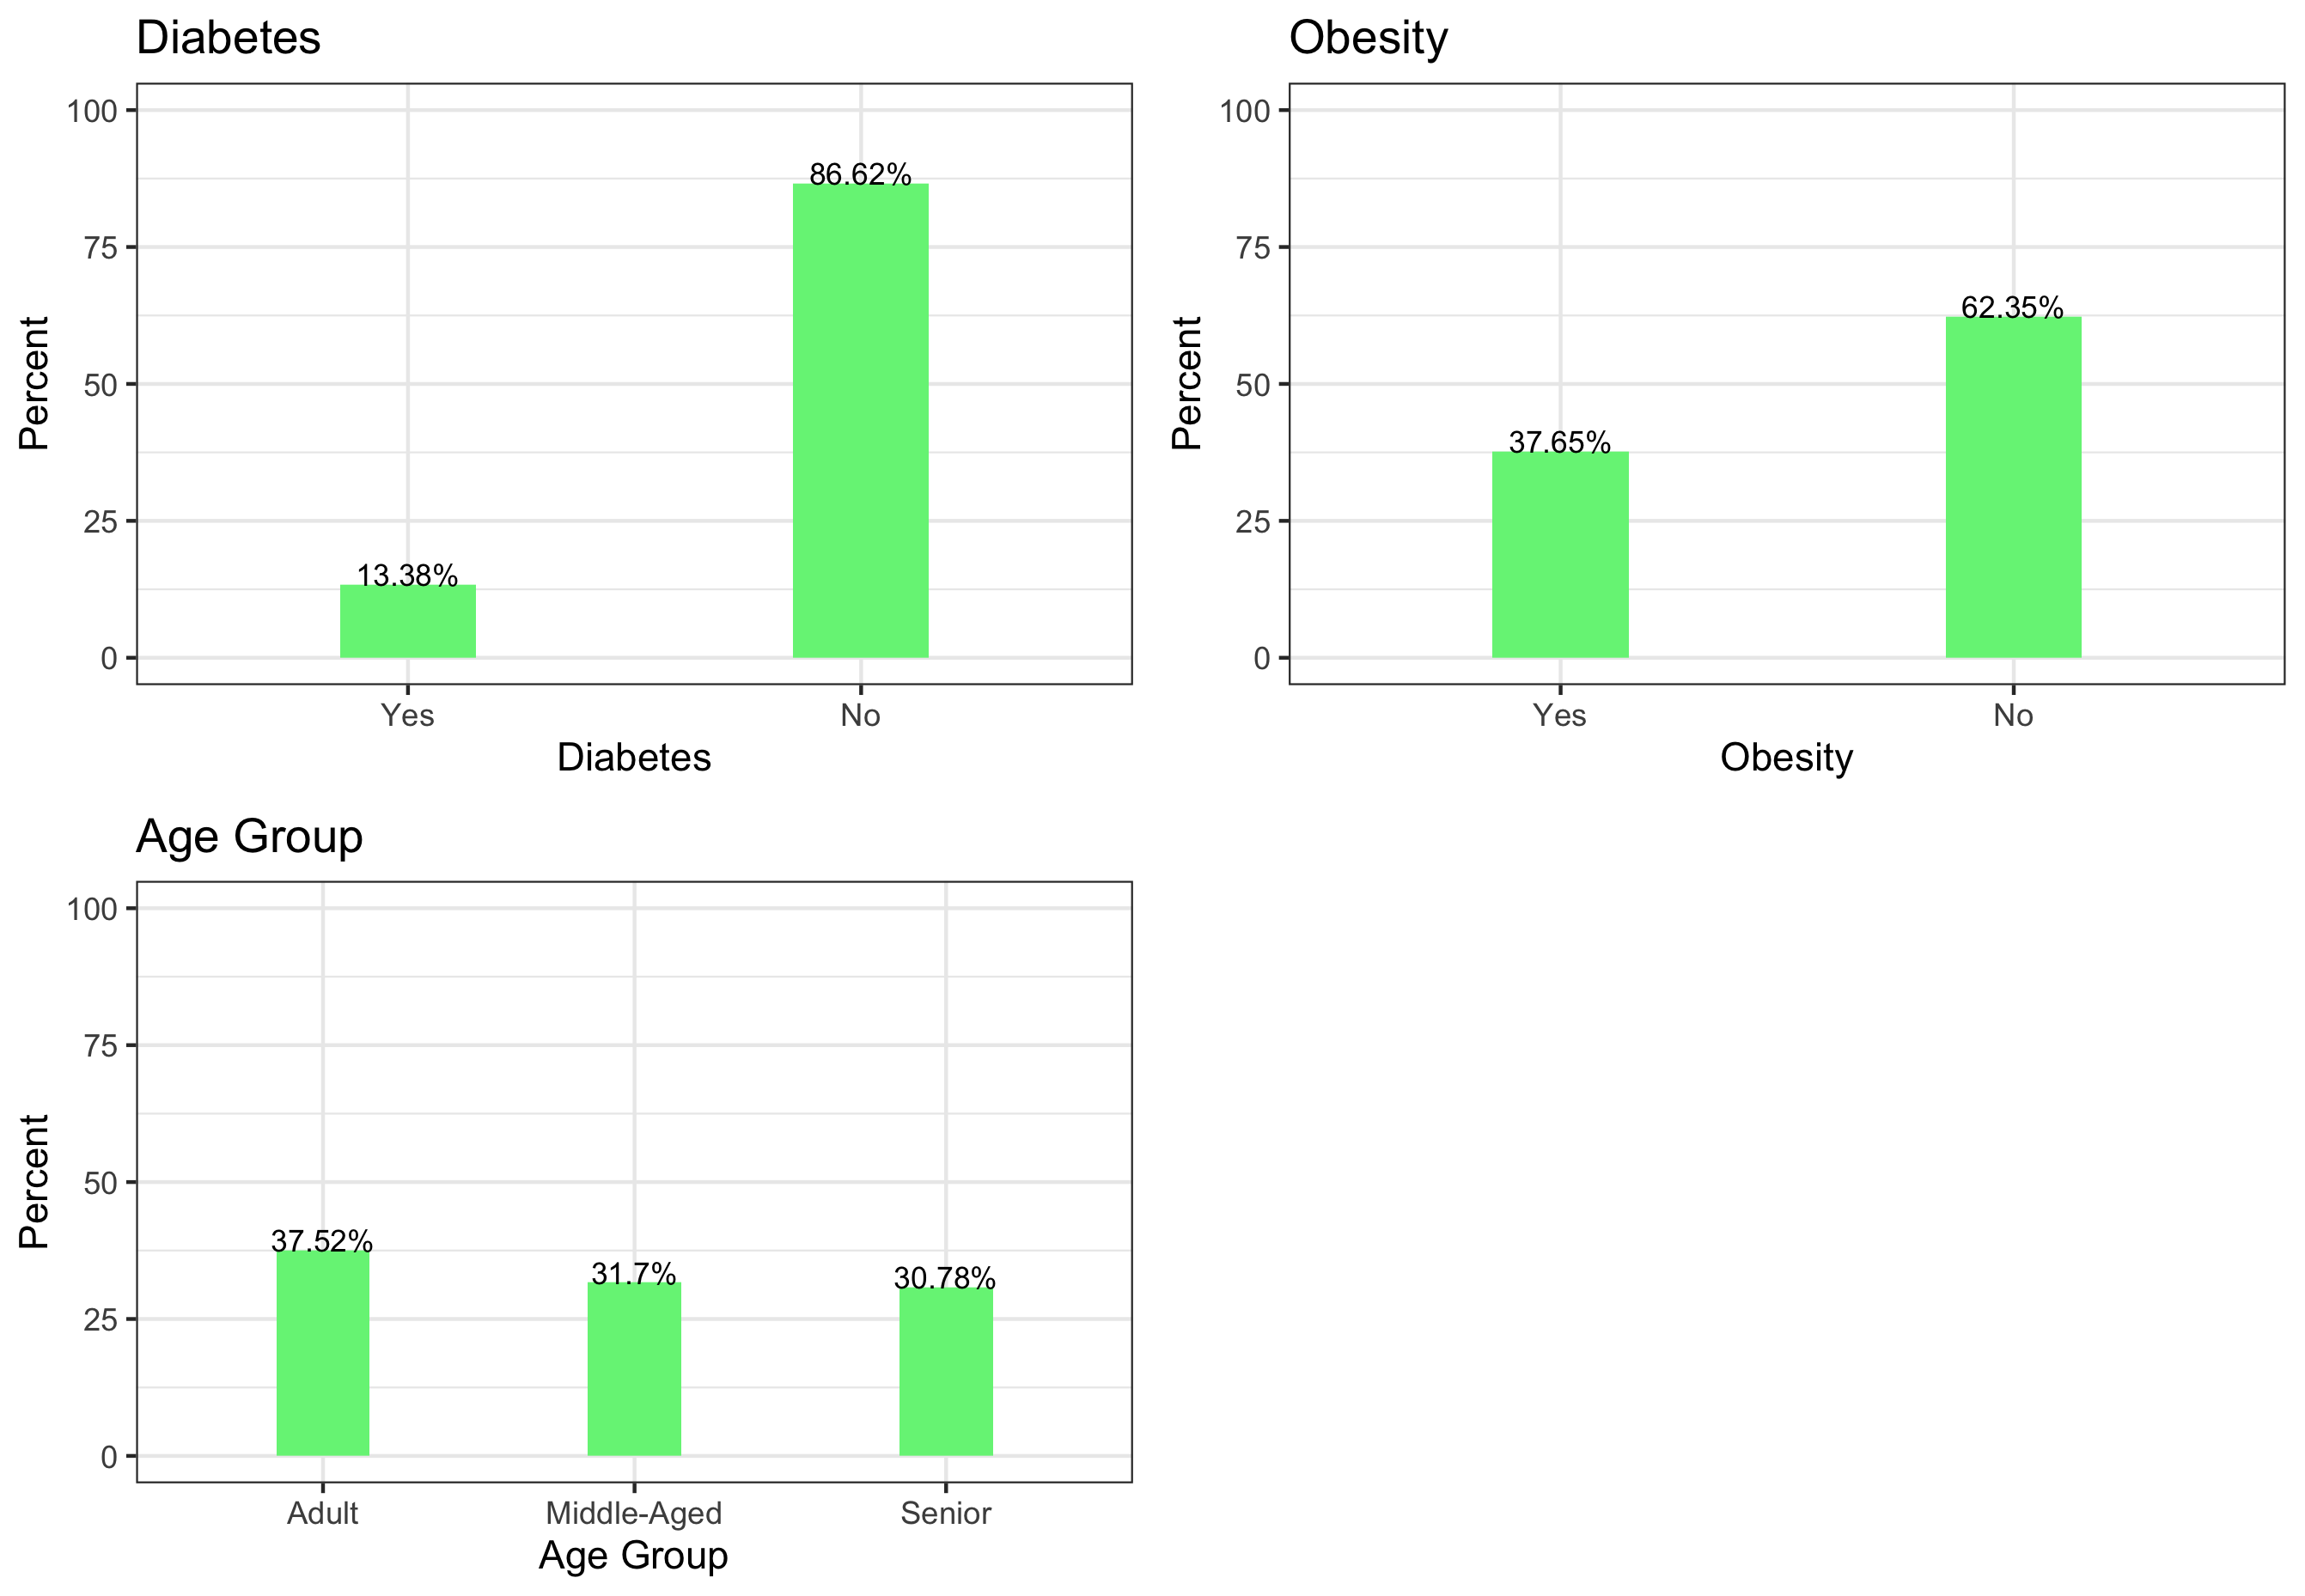 Diabetes
100
75
50
25
0
Percent
13.38%
86.62%
Yes
No
Diabetes
Obesity
100
75
50
25
0
Percent
37.65%
62.35%
Yes
No
Obesity
Age Group
100
75
50
25
0
Percent
37.52%
31.7%
30.78%
Adult
Middle-Aged
Senior
Age Group